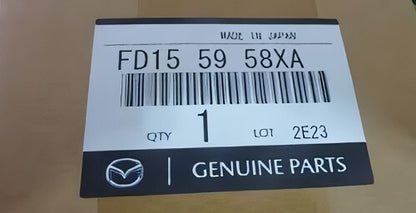 MADE IN JAPAN
FD15 59 58XA
QTY 1 LOT 2E23
GENUINE PARTS